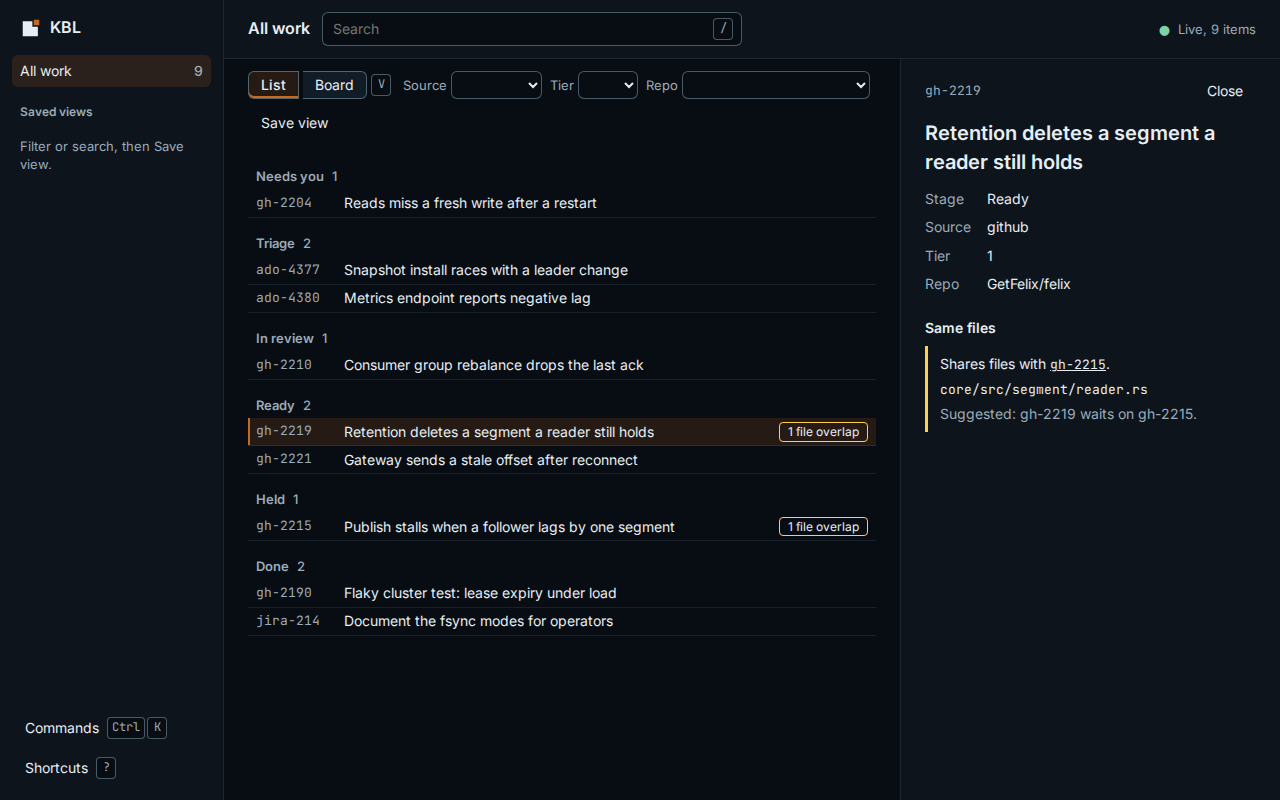 KBL
All work 9
Saved views
Filter or search, then Save
view.
Commands Ctrl K
Shortcuts ?
All work Search /
Live, 9 items
List Board V Source Tier Repo
Save view
Needs you 1
gh-2204 Reads miss a fresh write after a restart
Triage 2
ado-4377 Snapshot install races with a leader change
ado-4380 Metrics endpoint reports negative lag
In review 1
gh-2210 Consumer group rebalance drops the last ack
Ready 2
gh-2219 Retention deletes a segment a reader still holds 1 file overlap
gh-2221 Gateway sends a stale offset after reconnect
Held 1
gh-2215 Publish stalls when a follower lags by one segment 1 file overlap
Done 2
gh-2190 Flaky cluster test: lease expiry under load
jira-214 Document the fsync modes for operators
gh-2219 Close
Retention deletes a segment a
reader still holds
Stage Ready
Source github
Tier 1
Repo GetFelix/felix
Same files
Shares files with gh-2215.
core/src/segment/reader.rs
Suggested: gh-2219 waits on gh-2215.